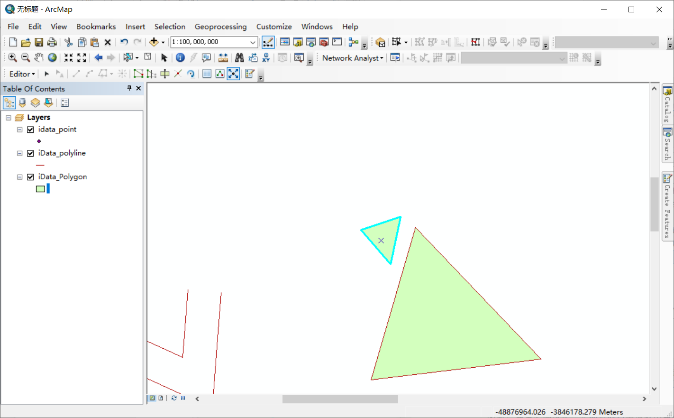 无标题 - ArcMap
File Edit View Bookmarks Insert Selection Geoprocessing Customize Windows Help
1:100,000,000
Network Analyst
Editor
Table Of Contents
Layers
idata_point
iData_polyline
iData_Polygon
Catalog
Search
Create Features
-48876964.026 -3846178.279 Meters